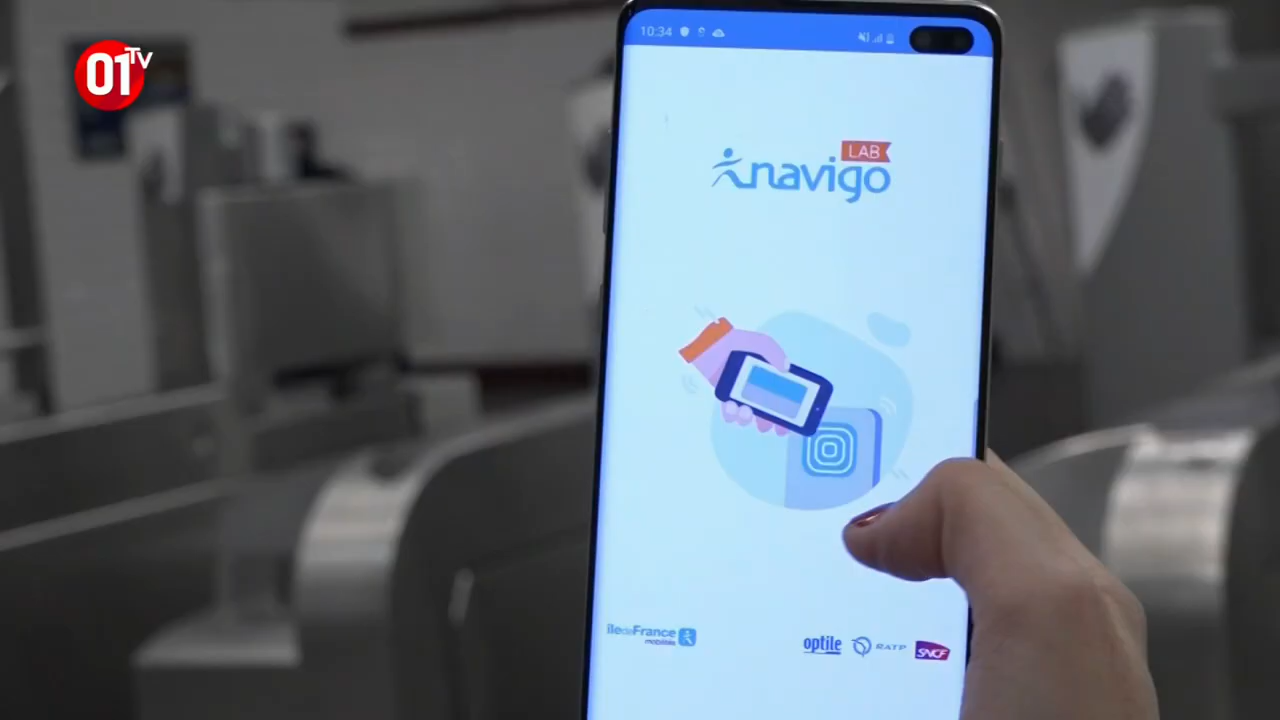 01TV
10:34
LAB
navigo
îledeFrance
mobilités
optile
RATP
SNCF